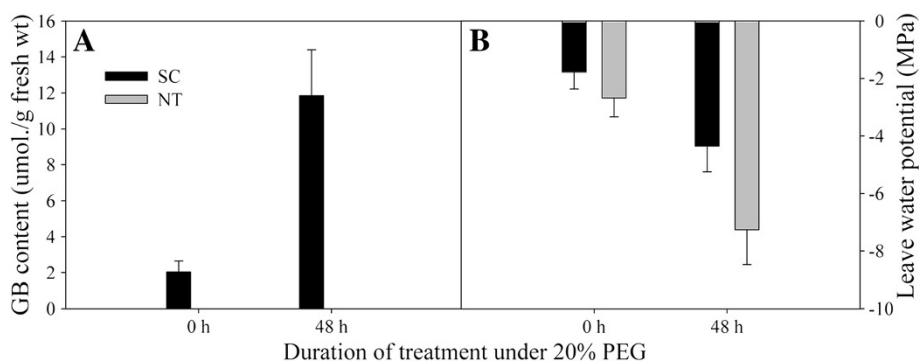 GB content (umol./g fresh wt)
16
14
12
10
8
6
4
2
0
A
SC
NT
0 h
48 h
B
0 h
48 h
0
-2
-4
-6
-8
-10
Leave water potential (MPa)
Duration of treatment under 20% PEG